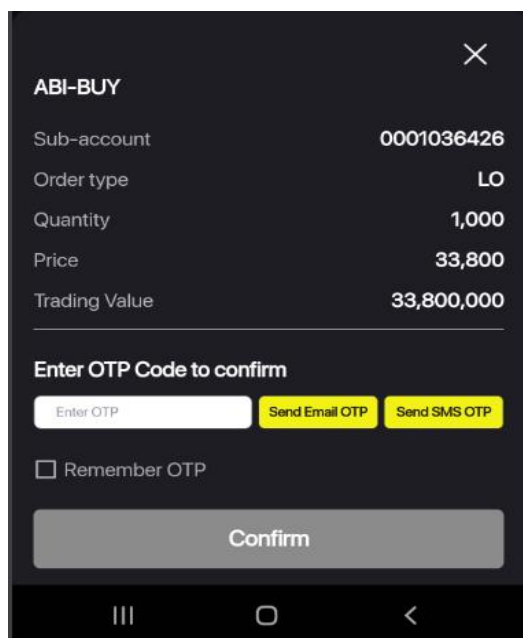 ABI-BUY
Sub-account 0001036426
Order type LO
Quantity 1,000
Price 33,800
Trading Value 33,800,000
Enter OTP Code to confirm
Enter OTP Send Email OTP Send SMS OTP
Remember OTP
Confirm